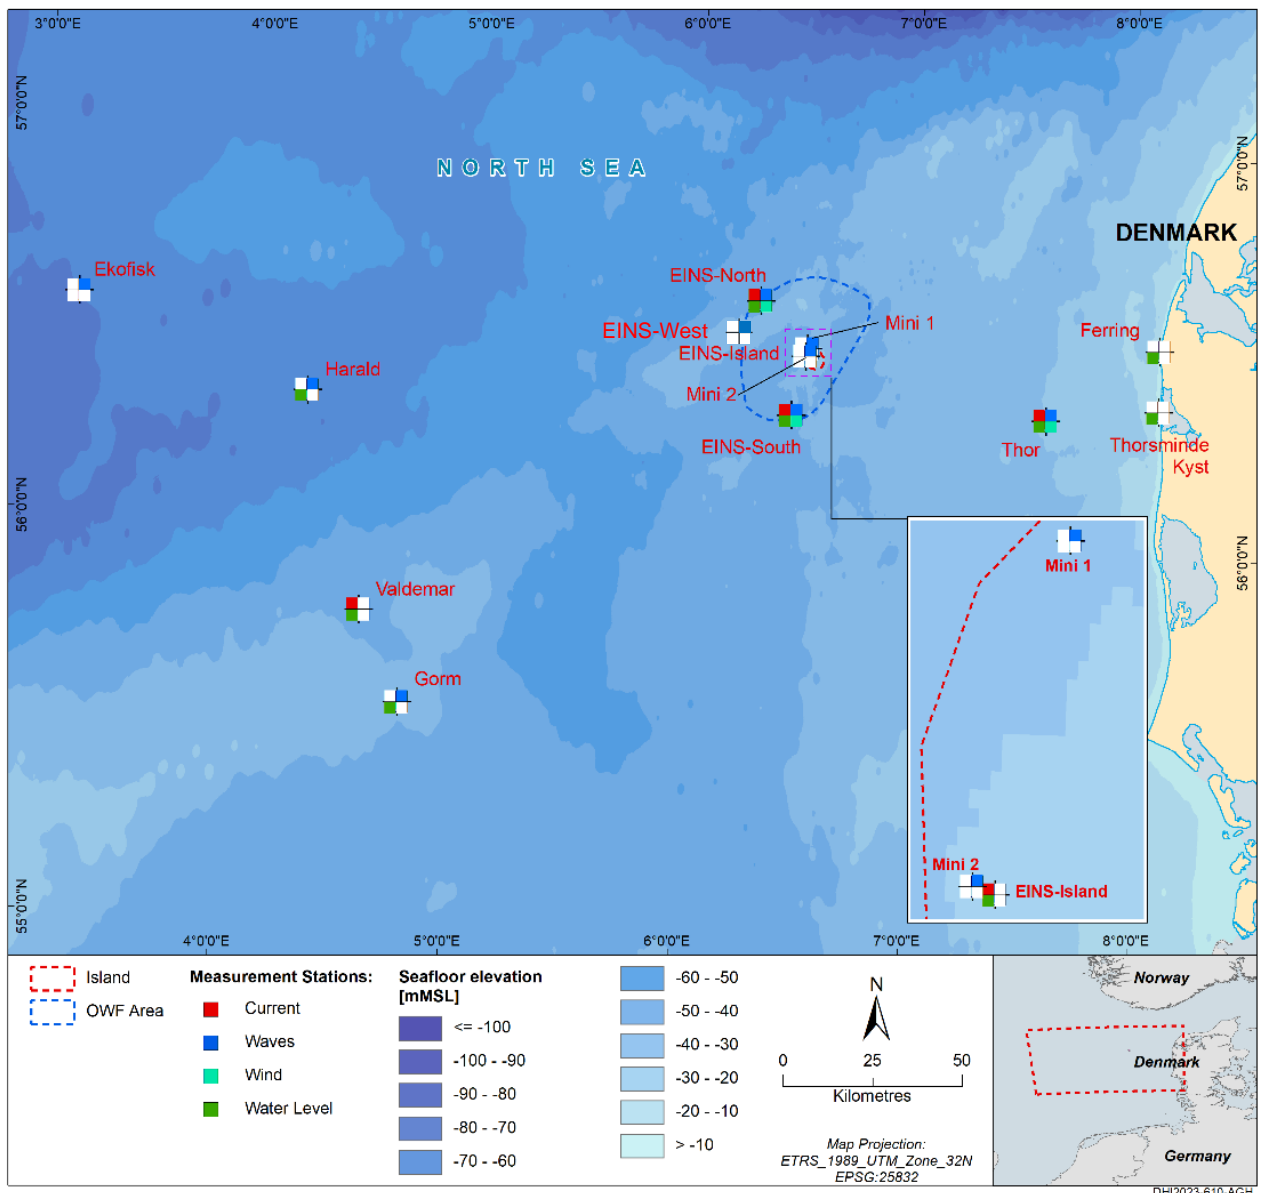 3°0'0"E
4°0'0"E
5°0'0"E
6°0'0"E
7°0'0"E
8°0'0"E
57°0'0"N
57°0'0"N
NORTH SEA
DENMARK
Ekofisk
EINS-North
Mini 1
EINS-West
Ferring
EINS-Island
Harald
Mini 2
EINS-South
Thor
Thorsminde
Kyst
56°0'0"N
56°0'0"N
Mini 1
Valdemar
Gorm
Mini 2
EINS-Island
55°0'0"N
4°0'0"E
5°0'0"E
6°0'0"E
7°0'0"E
8°0'0"E
Island
OWF Area
Measurement Stations:
Current
Waves
Wind
Water Level
Seafloor elevation
[mMSL]
<= -100
-100 - -90
-90 - -80
-80 - -70
-70 - -60
-60 - -50
-50 - -40
-40 - -30
-30 - -20
-20 - -10
> -10
N
0 25 50
Kilometres
Map Projection:
ETRS_1989_UTM_Zone_32N
EPSG:25832
Norway
Denmark
Germany
DHI2023-610-AGH